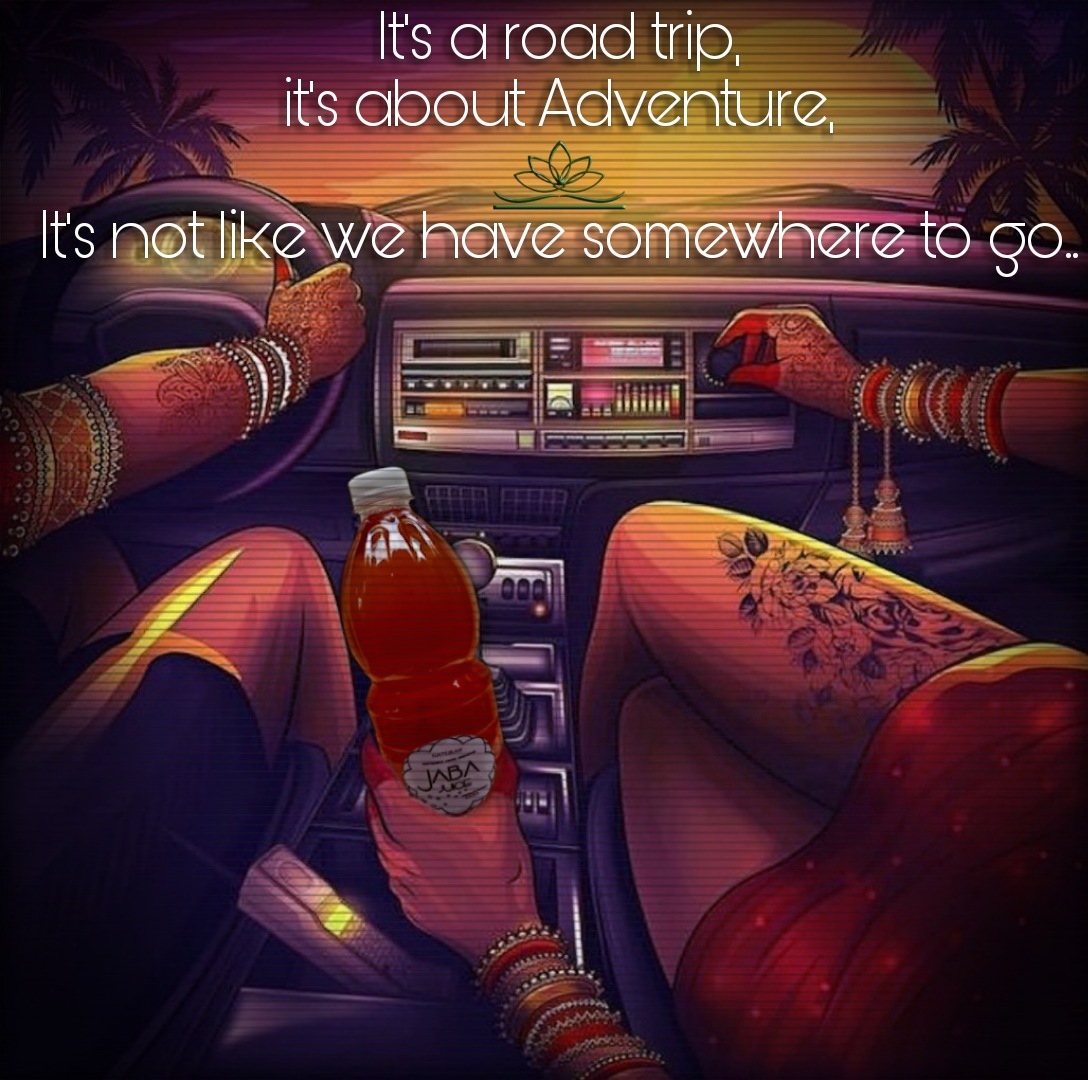 It's a road trip,
it's about Adventure,
It's not like we have somewhere to go..
JABA
JUICE